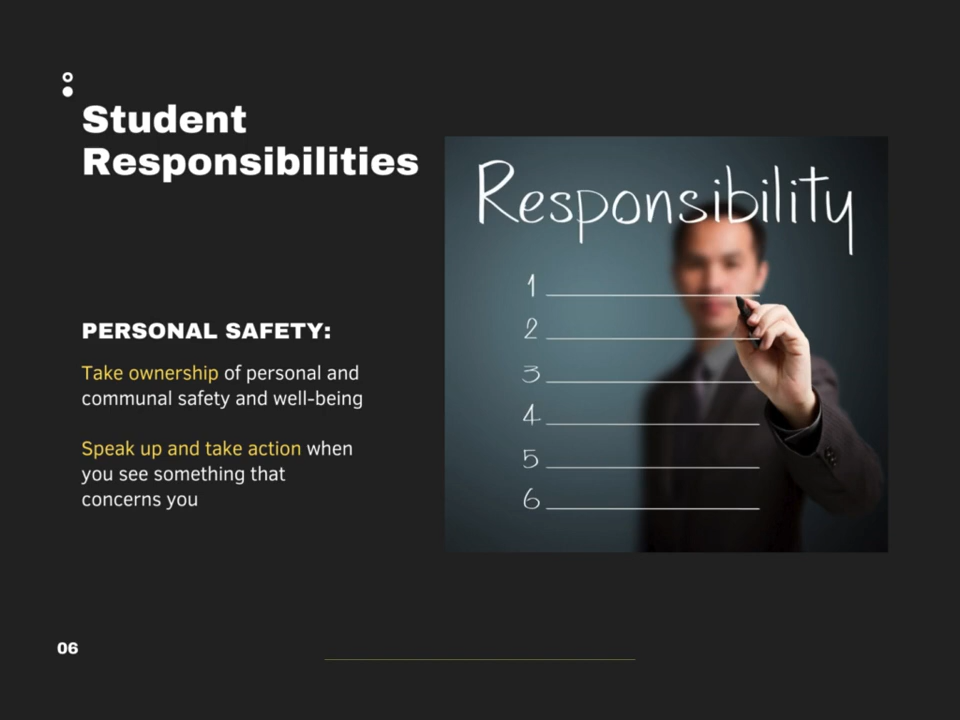 Student
Responsibilities
PERSONAL SAFETY:
Take ownership of personal and
communal safety and well-being
Speak up and take action when
you see something that
concerns you
Responsibility
1
2
3
4
5
6
06